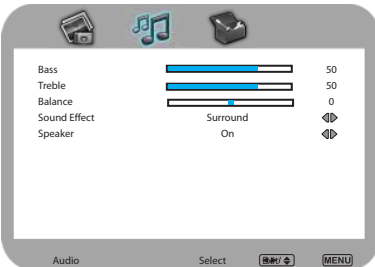 Bass 50
Treble 50
Balance 0
Sound Effect Surround
Speaker On
Audio Select MENU